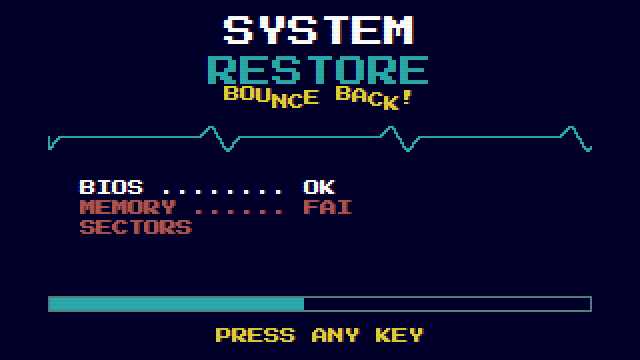 SYSTEM
RESTORE
BOUNCE BACK!
BIOS ........ OK
MEMORY ...... FAI
SECTORS
PRESS ANY KEY